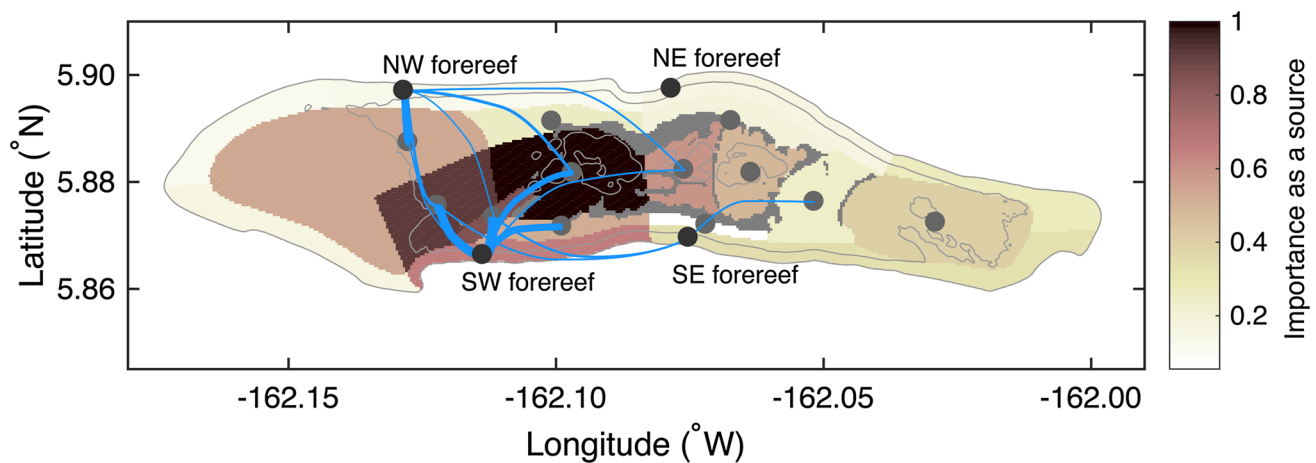 NW forereef
NE forereef
SW forereef
SE forereef
5.90
5.88
5.86
Latitude (˚N)
-162.15
-162.10
-162.05
-162.00
Longitude (˚W)
1
0.8
0.6
0.4
0.2
Importance as a source